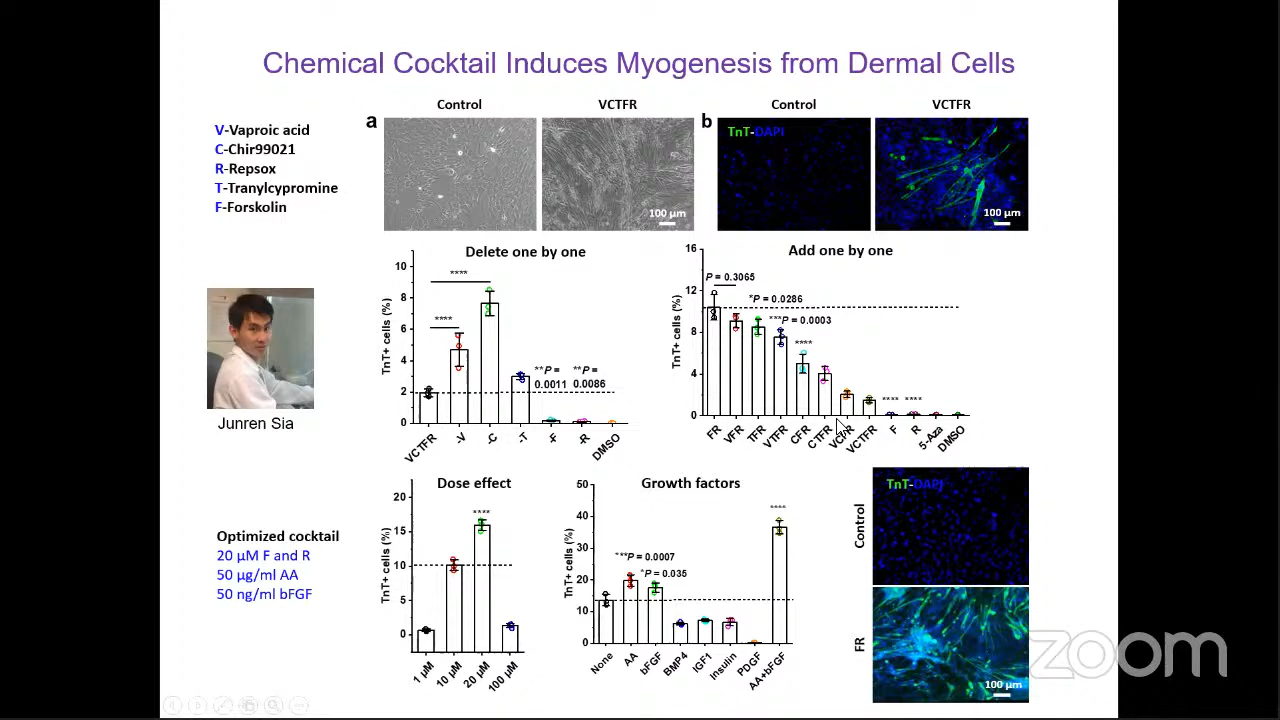 Chemical Cocktail Induces Myogenesis from Dermal Cells
V-Vaproic acid
C-Chir99021
R-Repsox
T-Tranylcypromine
F-Forskolin
a
Control
VCTFR
100 µm
b
Control
VCTFR
TnT-DAPI
100 µm
Delete one by one
TnT+ cells (%)
10
8
6
4
2
0
****
****
**P = 0.0011
**P = 0.0086
VCTFR
-V
-C
-T
-F
-R
DMSO
Add one by one
TnT+ cells (%)
16
12
8
4
0
P = 0.3065
*P = 0.0286
***P = 0.0003
****
****
****
FR
VFR
TFR
VTFR
CFR
CTFR
VCTFR
F
R
5-Aza
DMSO
Junren Sia
Optimized cocktail
20 µM F and R
50 µg/ml AA
50 ng/ml bFGF
Dose effect
TnT+ cells (%)
20
15
10
5
0
****
1 µM
10 µM
20 µM
100 µM
Growth factors
TnT+ cells (%)
50
40
30
20
10
0
***P = 0.0007
*P = 0.035
****
None
AA
bFGF
BMP4
IGF1
Insulin
PDGF
AA+bFGF
Control
TnT-DAPI
FR
100 µm
zoom